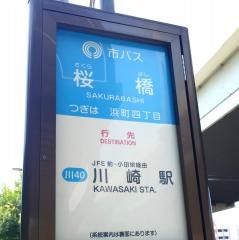 市バス
さくら ばし
桜 橋
SAKURABASHI
つぎは 浜町四丁目
行 先
DESTINATION
JFE前・小田栄経由
川40 川 崎 駅
KAWASAKI STA.
(系統案内は裏面にあります)